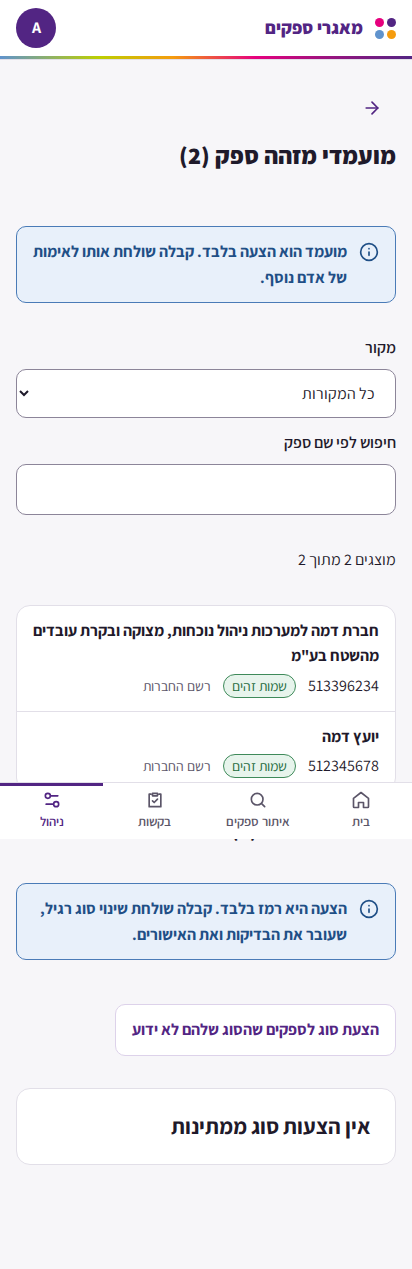 מאגרי ספקים
A
מועמדי מזהה ספק (2)
מועמד הוא הצעה בלבד. קבלה שולחת אותו לאימות
של אדם נוסף.
מקור
כל המקורות
חיפוש לפי שם ספק
מוצגים 2 מתוך 2
חברת דמה למערכות ניהול נוכחות, מצוקה ובקרת עובדים
מהשטח בע"מ
513396234 שמות זהים רשם החברות
יועץ דמה
512345678 שמות זהים רשם החברות
בית
איתור ספקים
בקשות
ניהול
הצעה היא רמז בלבד. קבלה שולחת שינוי סוג רגיל,
שעובר את הבדיקות ואת האישורים.
הצעת סוג לספקים שהסוג שלהם לא ידוע
אין הצעות סוג ממתינות